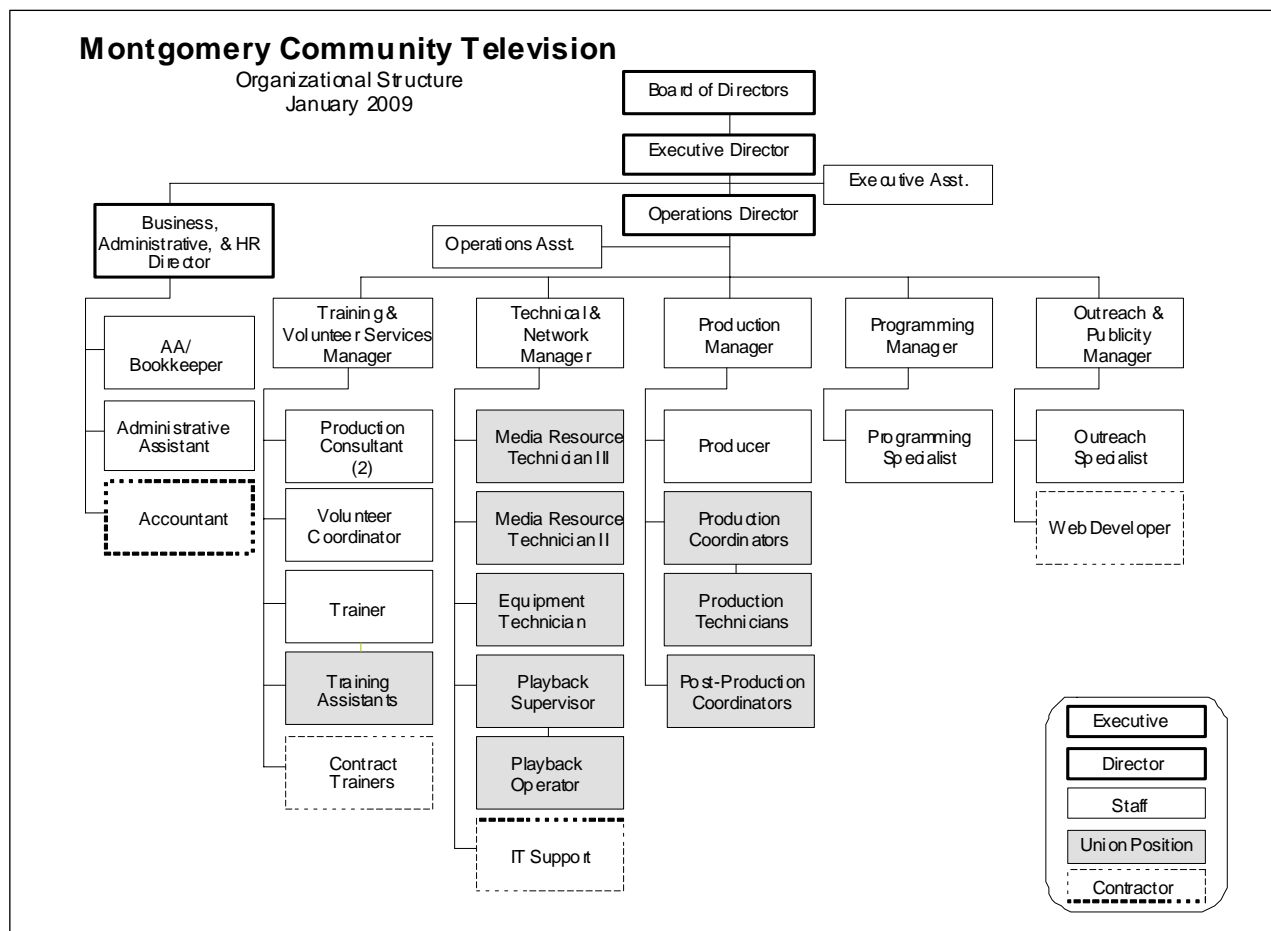 Montgomery Community Television
Organizational Structure
January 2009
Board of Directors
Executive Director
Executive Asst.
Operations Director
Business,
Administrative, & HR
Director
Operations Asst.
Training &
Volunteer Services
Manager
Technical &
Network
Manager
Production
Manager
Programming
Manager
Outreach &
Publicity
Manager
AA/
Bookkeeper
Administrative
Assistant
Accountant
Production
Consultant
(2)
Volunteer
Coordinator
Trainer
Training
Assistants
Contract
Trainers
Media Resource
Technician III
Media Resource
Technician II
Equipment
Technician
Playback
Supervisor
Playback
Operator
IT Support
Producer
Production
Coordinators
Production
Technicians
Post-Production
Coordinators
Programming
Specialist
Outreach
Specialist
Web Developer
Executive
Director
Staff
Union Position
Contractor